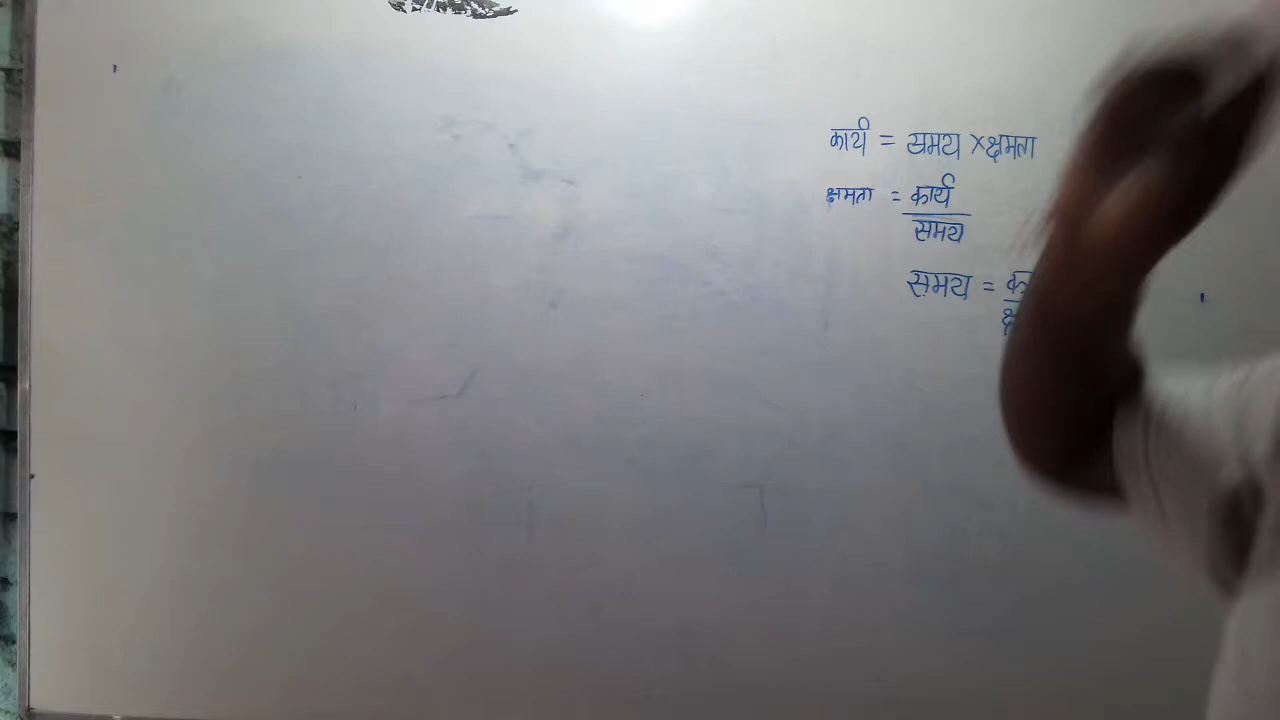 कार्य = समय × क्षमता
क्षमता = कार्य
समय
समय =